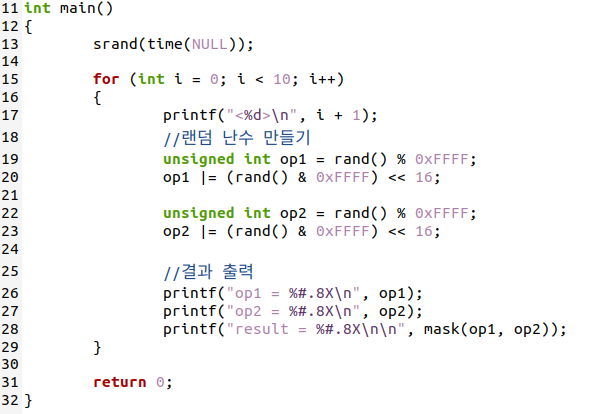 11 int main()
12 {
13         srand(time(NULL));
14
15         for (int i = 0; i < 10; i++)
16         {
17                 printf("<%d>\n", i + 1);
18                 //랜덤 난수 만들기
19                 unsigned int op1 = rand() % 0xFFFF;
20                 op1 |= (rand() & 0xFFFF) << 16;
21
22                 unsigned int op2 = rand() % 0xFFFF;
23                 op2 |= (rand() & 0xFFFF) << 16;
24
25                 //결과 출력
26                 printf("op1 = %#.8X\n", op1);
27                 printf("op2 = %#.8X\n", op2);
28                 printf("result = %#.8X\n\n", mask(op1, op2));
29         }
30
31         return 0;
32 }